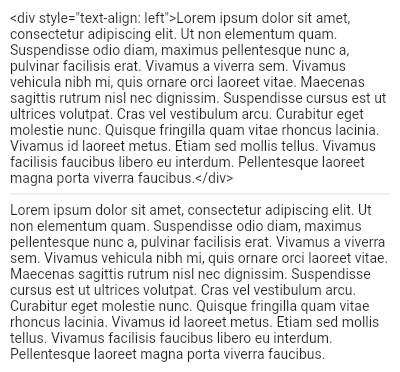 <div style="text-align: left">Lorem ipsum dolor sit amet,
consectetur adipiscing elit. Ut non elementum quam.
Suspendisse odio diam, maximus pellentesque nunc a,
pulvinar facilisis erat. Vivamus a viverra sem. Vivamus
vehicula nibh mi, quis ornare orci laoreet vitae. Maecenas
sagittis rutrum nisl nec dignissim. Suspendisse cursus est ut
ultrices volutpat. Cras vel vestibulum arcu. Curabitur eget
molestie nunc. Quisque fringilla quam vitae rhoncus lacinia.
Vivamus id laoreet metus. Etiam sed mollis tellus. Vivamus
facilisis faucibus libero eu interdum. Pellentesque laoreet
magna porta viverra faucibus.</div>
Lorem ipsum dolor sit amet, consectetur adipiscing elit. Ut
non elementum quam. Suspendisse odio diam, maximus
pellentesque nunc a, pulvinar facilisis erat. Vivamus a viverra
sem. Vivamus vehicula nibh mi, quis ornare orci laoreet vitae.
Maecenas sagittis rutrum nisl nec dignissim. Suspendisse
cursus est ut ultrices volutpat. Cras vel vestibulum arcu.
Curabitur eget molestie nunc. Quisque fringilla quam vitae
rhoncus lacinia. Vivamus id laoreet metus. Etiam sed mollis
tellus. Vivamus facilisis faucibus libero eu interdum.
Pellentesque laoreet magna porta viverra faucibus.